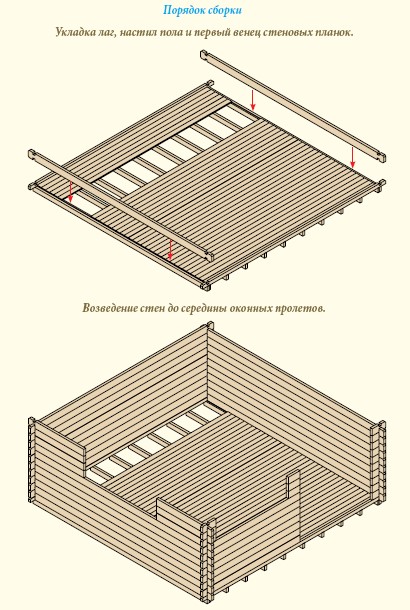 Порядок сборки
Укладка лаг, настил пола и первый венец стеновых планок.
Возведение стен до середины оконных пролетов.